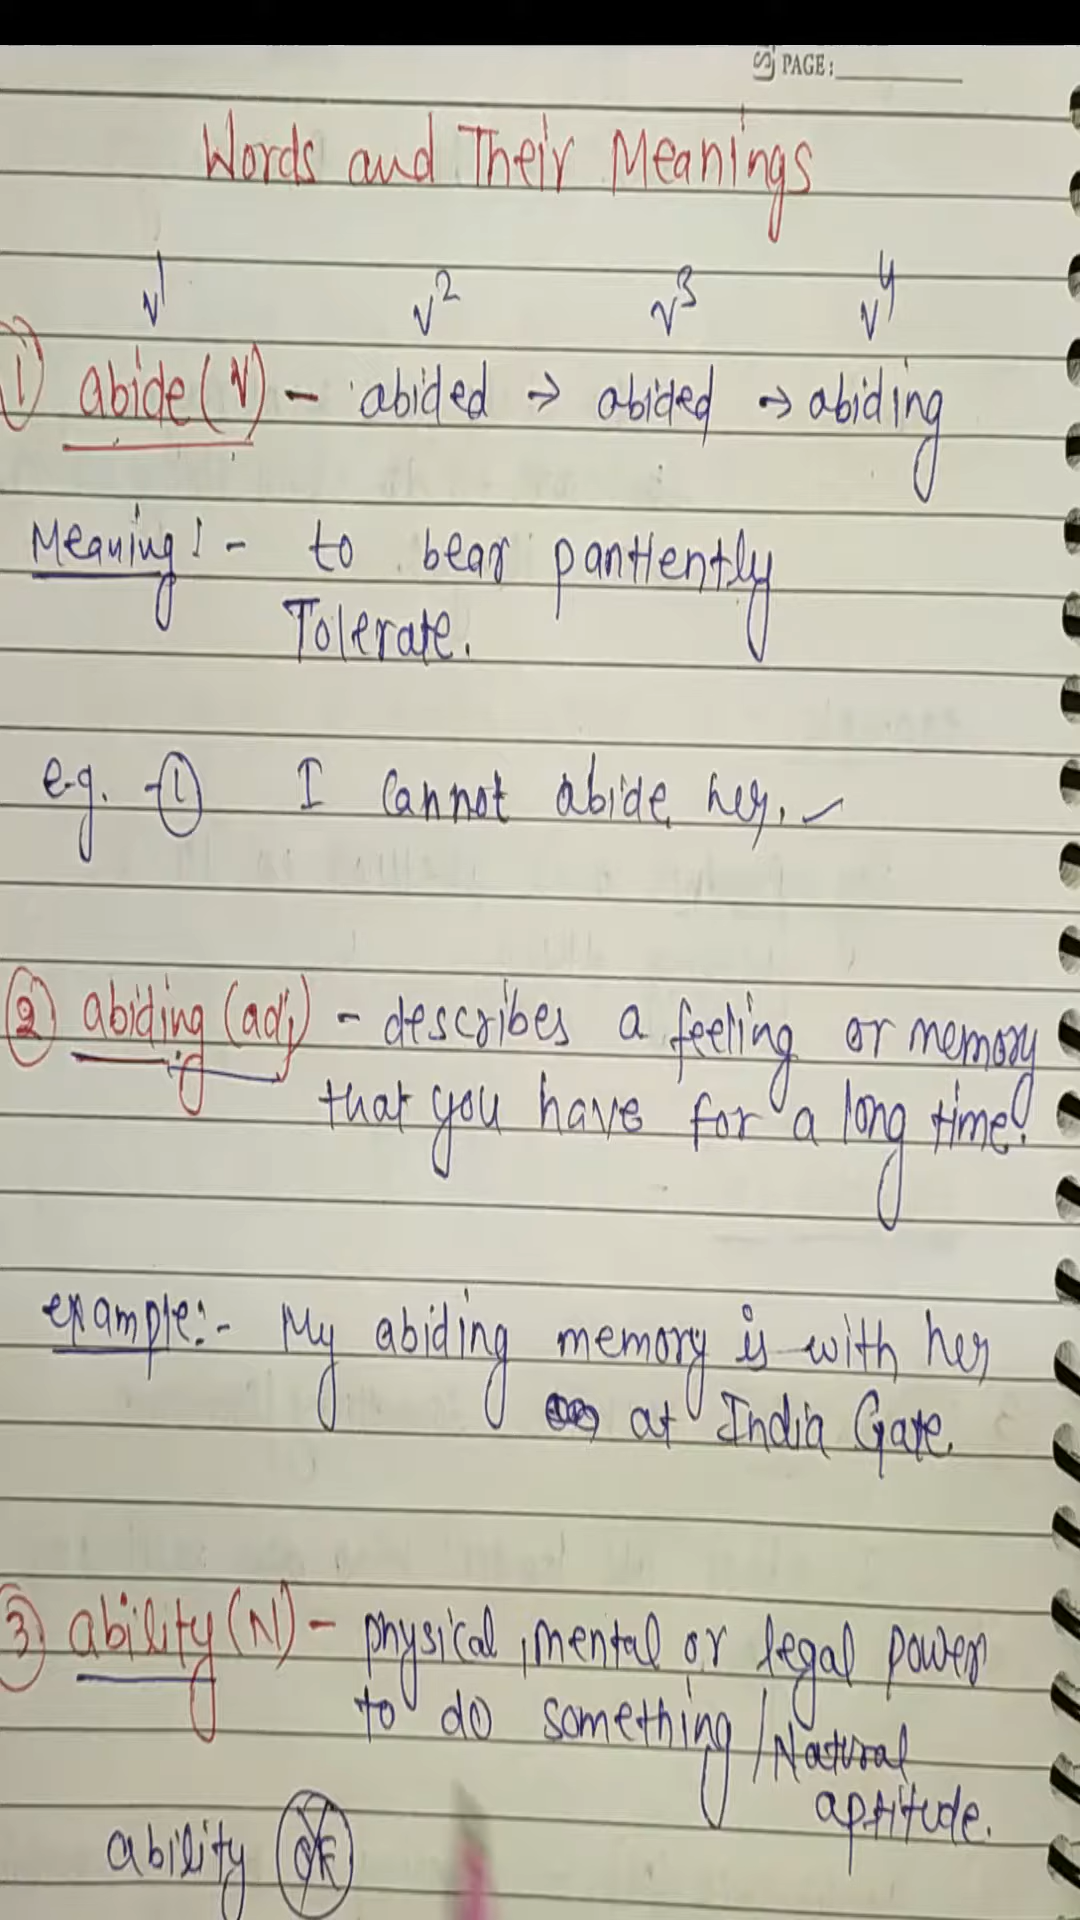 PAGE:
Words and Their Meanings
V1 V2 V3 V4
① abide (V) - abided → abided → abiding
Meaning:- to bear panttently
Tolerate.
e.g. -① I cannot abide her.
② abiding (adj) - describes a feeling or memory
that you have for a long time.
example:- My abiding memory is with her
at India Gate.
③ ability (N) - physical, mental or legal power
to do something / Natural
aptitude.
ability of